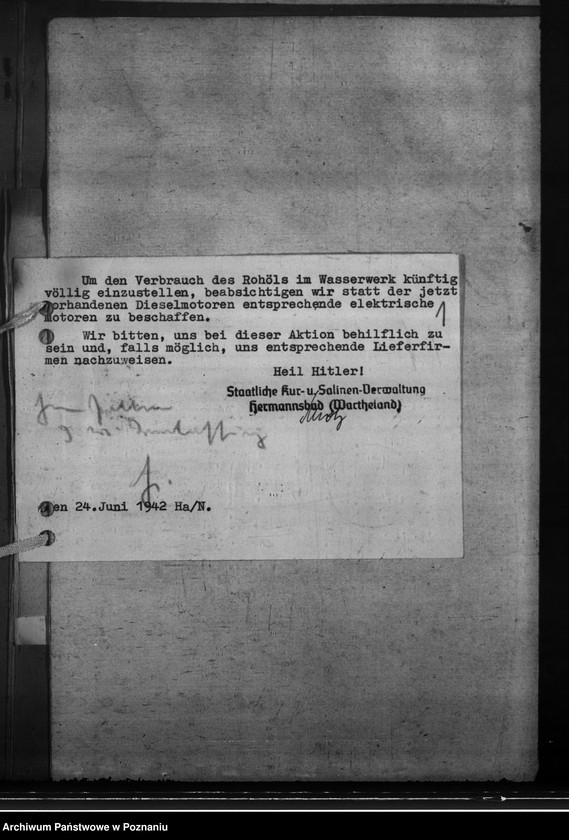 Um den Verbrauch des Rohöls im Wasserwerk künftig
völlig einzustellen, beabsichtigen wir statt der jetzt
vorhandenen Dieselmotoren entsprechende elektrische
Motoren zu beschaffen.
Wir bitten, uns bei dieser Aktion behilflich zu
sein und, falls möglich, uns entsprechende Lieferfir-
men nachzuweisen.
Heil Hitler!
Staatliche Kur- u. Salinen-Verwaltung
Hermannsbad (Wartheland)
Den 24.Juni 1942 Ha/N.
Archiwum Państwowe w Poznaniu